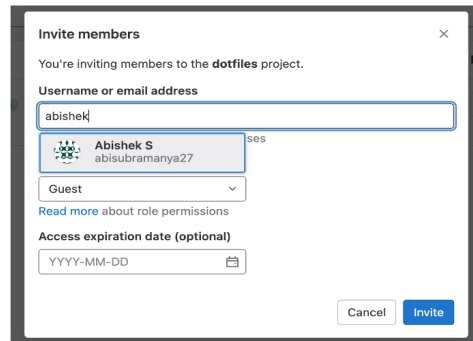 Invite members
You're inviting members to the dotfiles project.
Username or email address
abishek
ses
Abishek S
abisubramanya27
Guest
Read more about role permissions
Access expiration date (optional)
YYYY-MM-DD
Cancel Invite